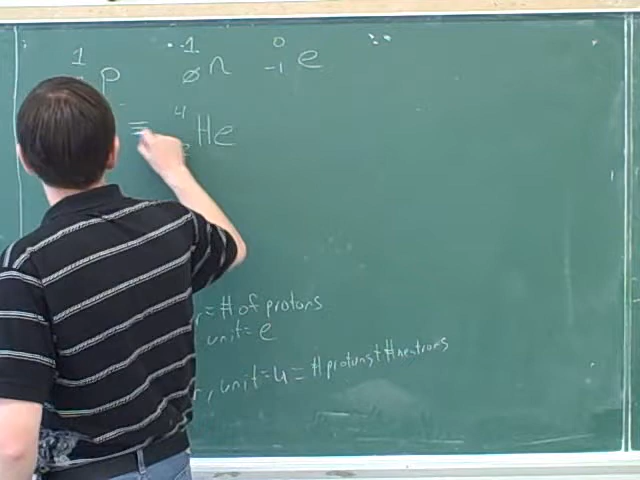 1 p 1 0 n 0 -1 e
≡ 4 He
= # of protons
unit = e
, unit = u = # protons + # neutrons